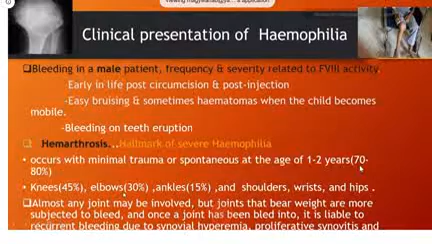 Viewing magywafaadgya... 's application
Clinical presentation of Haemophilia
❑Bleeding in a male patient, frequency & severity related to FVIII activity.
-Early in life post circumcision & post-injection
-Easy bruising & sometimes haematomas when the child becomes
mobile.
-Bleeding on teeth eruption
❑ Hemarthrosis...Hallmark of severe Haemophilia
• occurs with minimal trauma or spontaneous at the age of 1-2 years(70-
80%)
• Knees(45%), elbows(30%) ,ankles(15%) ,and shoulders, wrists, and hips .
❑Almost any joint may be involved, but joints that bear weight are more
subjected to bleed, and once a joint has been bled into, it is liable to
recurrent bleeding due to synovial hyperemia, proliferative synovitis and